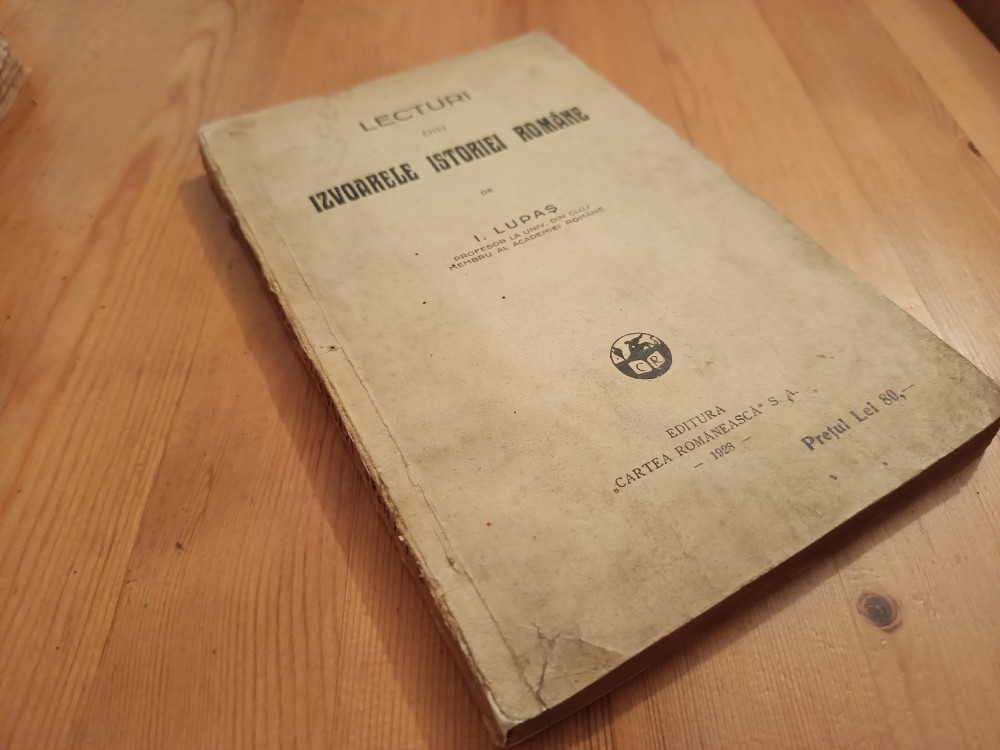 LECTURI
DIN
IZVOARELE ISTORIEI ROMÂNE
DE
I. LUPAȘ
PROFESOR LA UNIV. DIN CLUJ
MEMBRU AL ACADEMIEI ROMÂNE
C R
EDITURA
„CARTEA ROMÂNEASCĂ” S. A.
— 1928 —
Prețul Lei 80,—